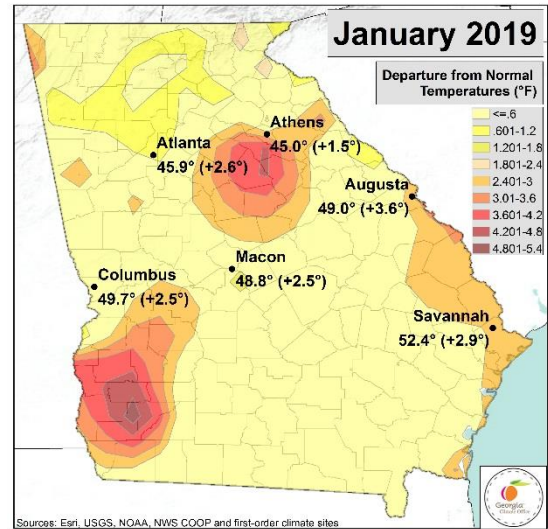 January 2019
Departure from Normal
Temperatures (°F)
<=.6
.601-1.2
1.201-1.8
1.801-2.4
2.401-3
3.01-3.6
3.601-4.2
4.201-4.8
4.801-5.4
Athens
45.0° (+1.5°)
Atlanta
45.9° (+2.6°)
Augusta
49.0° (+3.6°)
Macon
48.8° (+2.5°)
Columbus
49.7° (+2.5°)
Savannah
52.4° (+2.9°)
Georgia
Climate Office
Sources: Esri, USGS, NOAA, NWS COOP and first-order climate sites